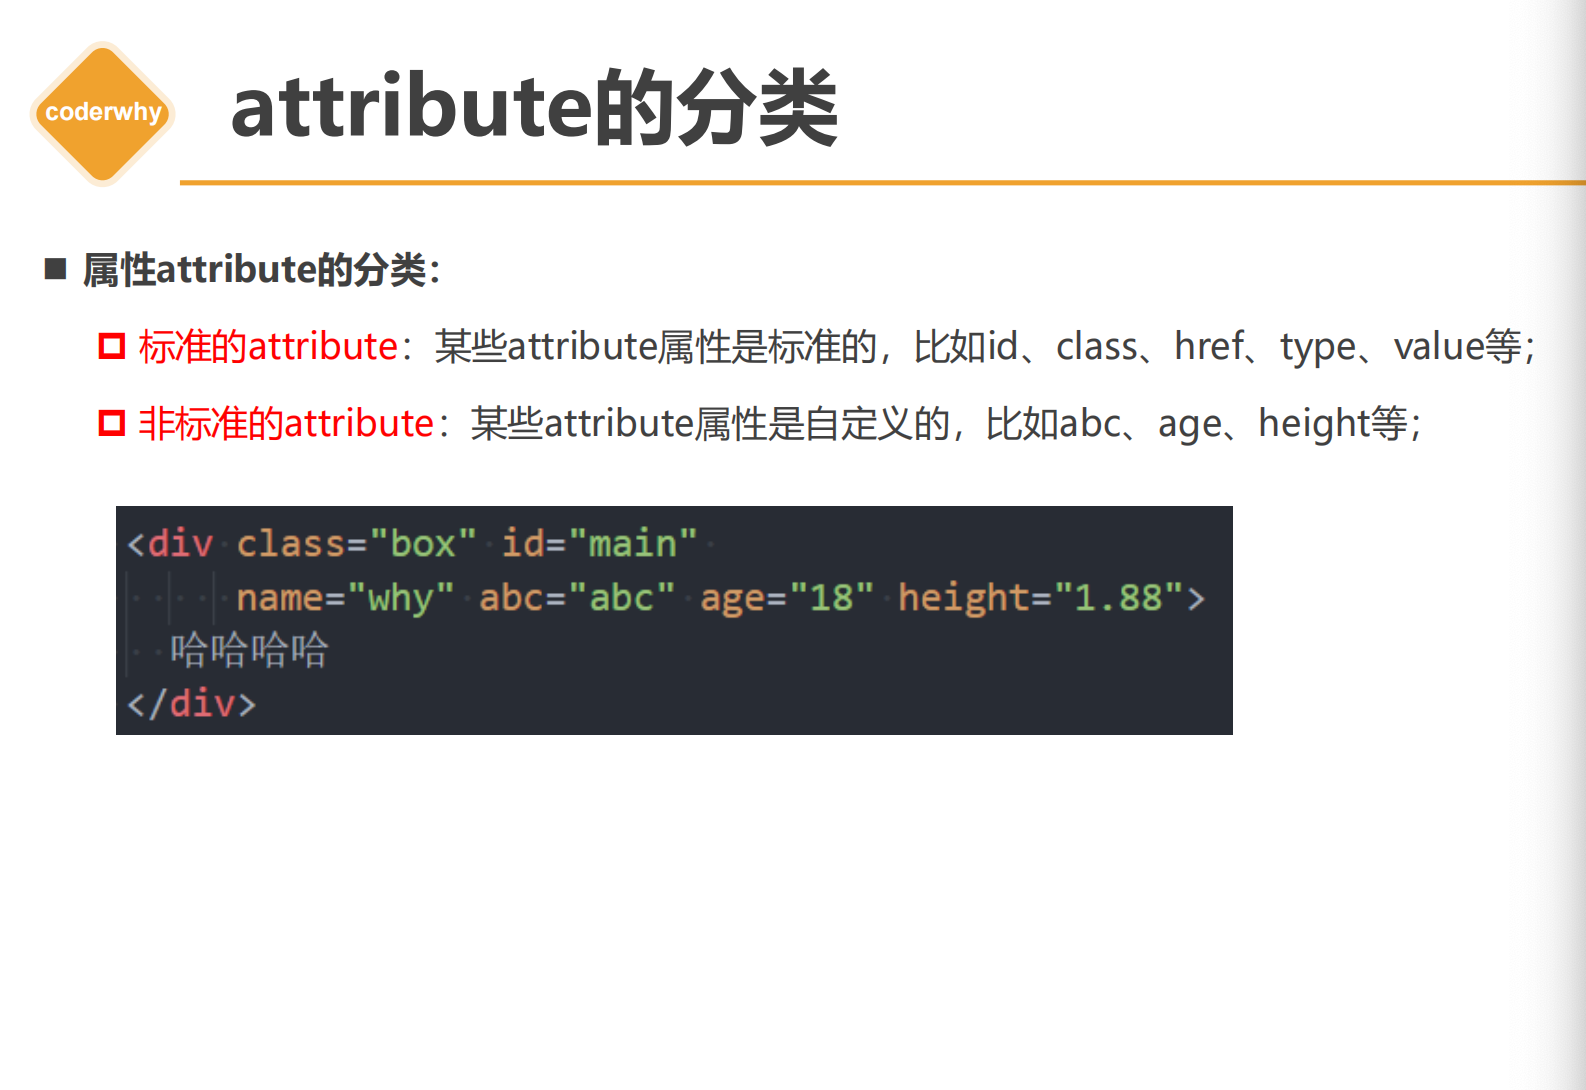 coderwhy
attribute的分类
属性attribute的分类：
标准的attribute：某些attribute属性是标准的，比如id、class、href、type、value等；
非标准的attribute：某些attribute属性是自定义的，比如abc、age、height等；
<div class="box" id="main"
name="why" abc="abc" age="18" height="1.88">
哈哈哈哈
</div>